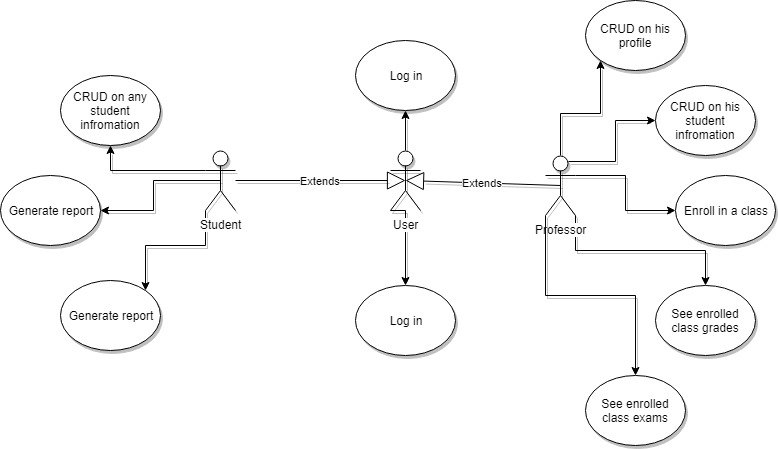 CRUD on his
profile
Log in
CRUD on any
student
infromation
CRUD on his
student
infromation
Extends
Extends
Generate report
Enroll in a class
Student
User
Professor
Generate report
Log in
See enrolled
class grades
See enrolled
class exams